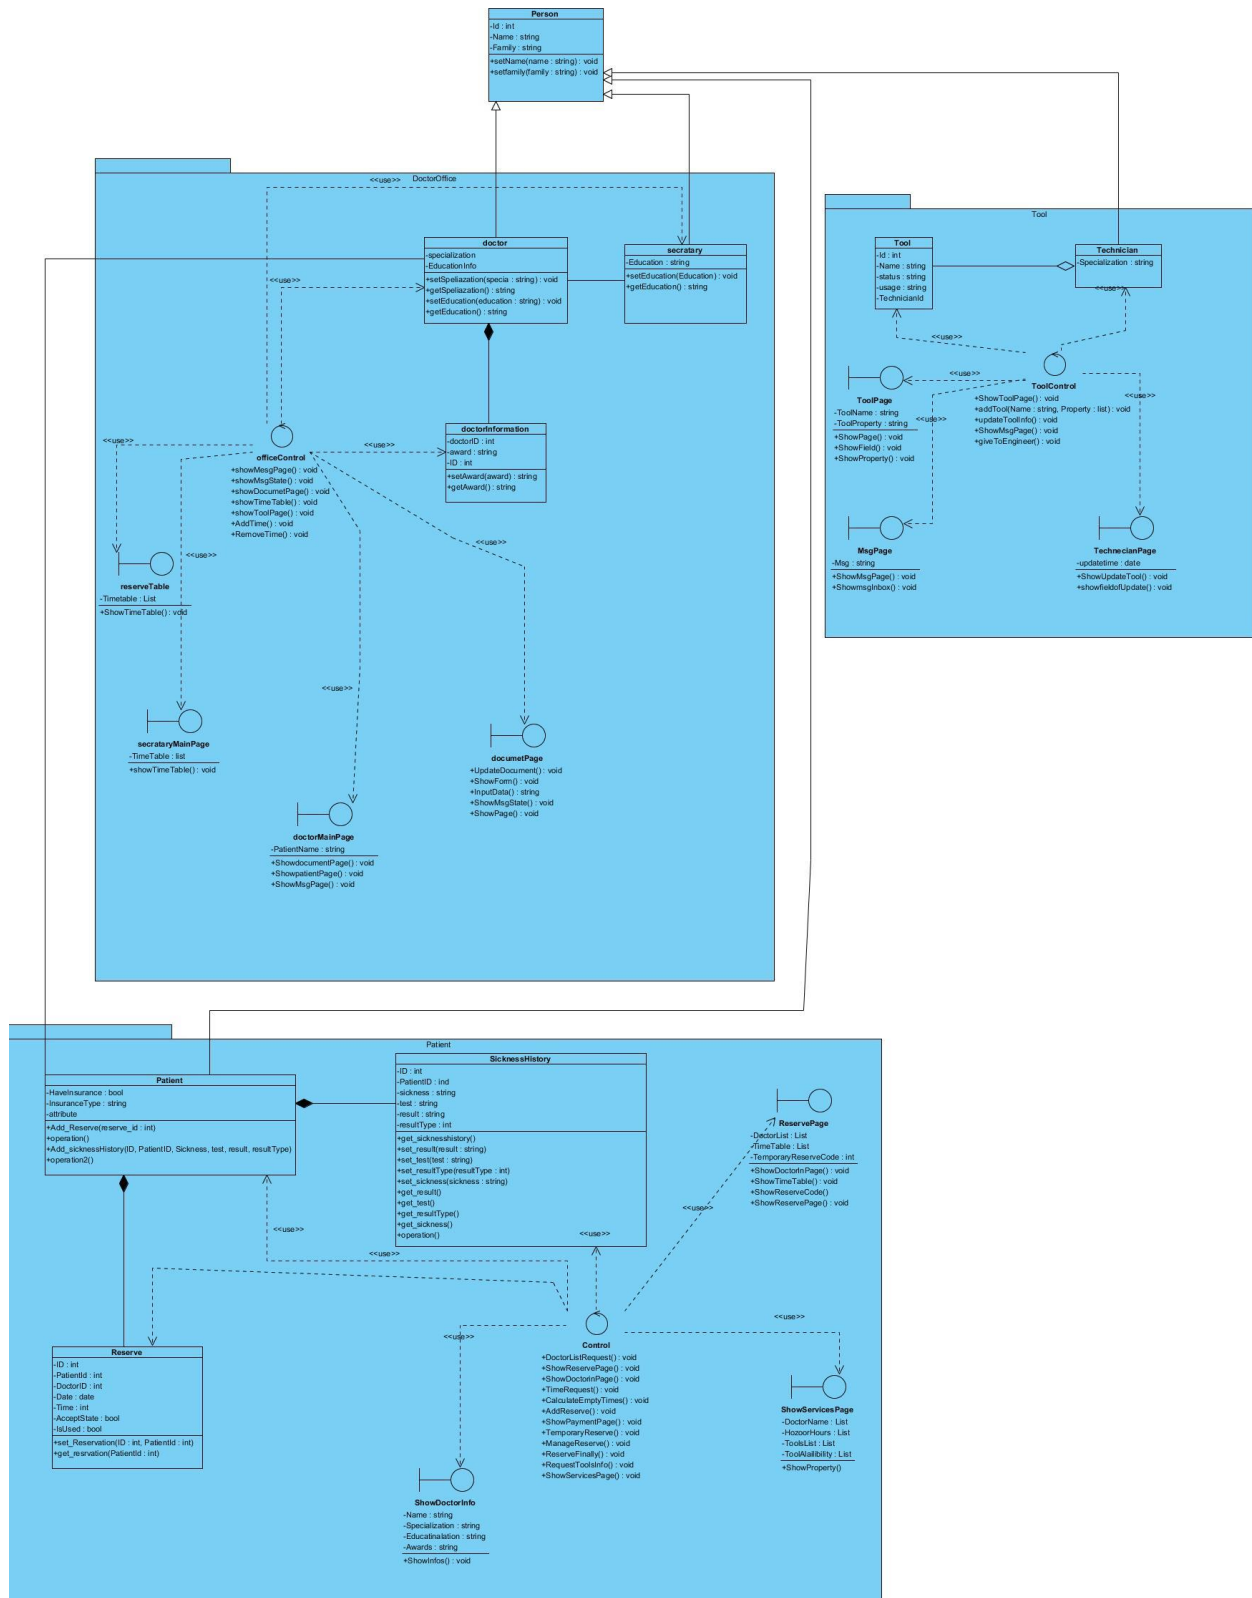 Person
-Id : int
-Name : string
-Family : string
+setName(name : string) : void
+setfamily(family : string) : void
DoctorOffice
<<use>>
doctor
-specialization
-EducationInfo
+setSpeliazation(specia : string) : void
+getSpeliazation() : string
+setEducation(education : string) : void
+getEducation() : string
secratary
-Education : string
+setEducation(Education) : void
+getEducation() : string
<<use>>
doctorInformation
-doctorID : int
-award : string
-ID : int
+setAward(award) : string
+getAward() : string
<<use>>
<<use>>
officeControl
+showMesgPage() : void
+showMsgState() : void
+showDocumetPage() : void
+showTimeTable() : void
+showToolPage() : void
+AddTime() : void
+RemoveTime() : void
<<use>>
<<use>>
reserveTable
-Timetable : List
+ShowTimeTable() : void
<<use>>
secrataryMainPage
-TimeTable : list
+showTimeTable() : void
documetPage
+UpdateDocument() : void
+ShowForm() : void
+InputData() : string
+ShowMsgState() : void
+ShowPage() : void
doctorMainPage
-PatientName : string
+ShowdocumentPage() : void
+ShowpatientPage() : void
+ShowMsgPage() : void
Tool
Tool
-Id : int
-Name : string
-status : string
-usage : string
-TechnicianId
Technician
-Specialization : string
<<use>>
<<use>>
<<use>>
<<use>>
ToolControl
+ShowToolPage() : void
+addTool(Name : string, Property : list) : void
+updateToolInfo() : void
+ShowMsgPage() : void
+giveToEngineer() : void
ToolPage
-ToolName : string
-ToolProperty : string
+ShowPage() : void
+ShowField() : void
+ShowProperty() : void
<<use>>
MsgPage
-Msg : string
+ShowMsgPage() : void
+ShowmsgInbox() : void
TechnecianPage
-updatetime : date
+ShowUpdateTool() : void
+showfieldofUpdate() : void
Patient
Patient
-HaveInsurance : bool
-InsuranceType : string
-attribute
+Add_Reserve(reserve_id : int)
+operation()
+Add_sicknessHistory(ID, PatientID, Sickness, test, result, resultType)
+operation2()
SicknessHistory
-ID : int
-PatientID : ind
-sickness : string
-test : string
-result : string
-resultType : int
+get_sicknesshistory()
+set_result(result : string)
+set_test(test : string)
+set_resultType(resultType : int)
+set_sickness(sickness : string)
+get_result()
+get_test()
+get_resultType()
+get_sickness()
+operation()
<<use>>
ReservePage
-DoctorList : List
-TimeTable : List
-TemporaryReserveCode : int
+ShowDoctorInPage() : void
+ShowTimeTable() : void
+ShowReserveCode()
+ShowReservePage() : void
<<use>>
<<use>>
<<use>>
<<use>>
<<use>>
Reserve
-ID : int
-PatientId : int
-DoctorID : int
-Date : date
-Time : int
-AcceptState : bool
-IsUsed : bool
+set_Reservation(ID : int, PatientId : int)
+get_resrvation(PatientId : int)
Control
+DoctorListRequest() : void
+ShowReservePage() : void
+ShowDoctorInPage() : void
+TimeRequest() : void
+CalculateEmptyTimes() : void
+AddReserve() : void
+ShowPaymentPage() : void
+TemporaryReserve() : void
+ManageReserve() : void
+ReserveFinally() : void
+RequestToolsInfo() : void
+ShowServicesPage() : void
ShowServicesPage
-DoctorName : List
-HozoorHours : List
-ToolsList : List
-ToolAlailibility : List
+ShowProperty()
ShowDoctorInfo
-Name : string
-Specialization : string
-Educatinalation : string
-Awards : string
+ShowInfos() : void